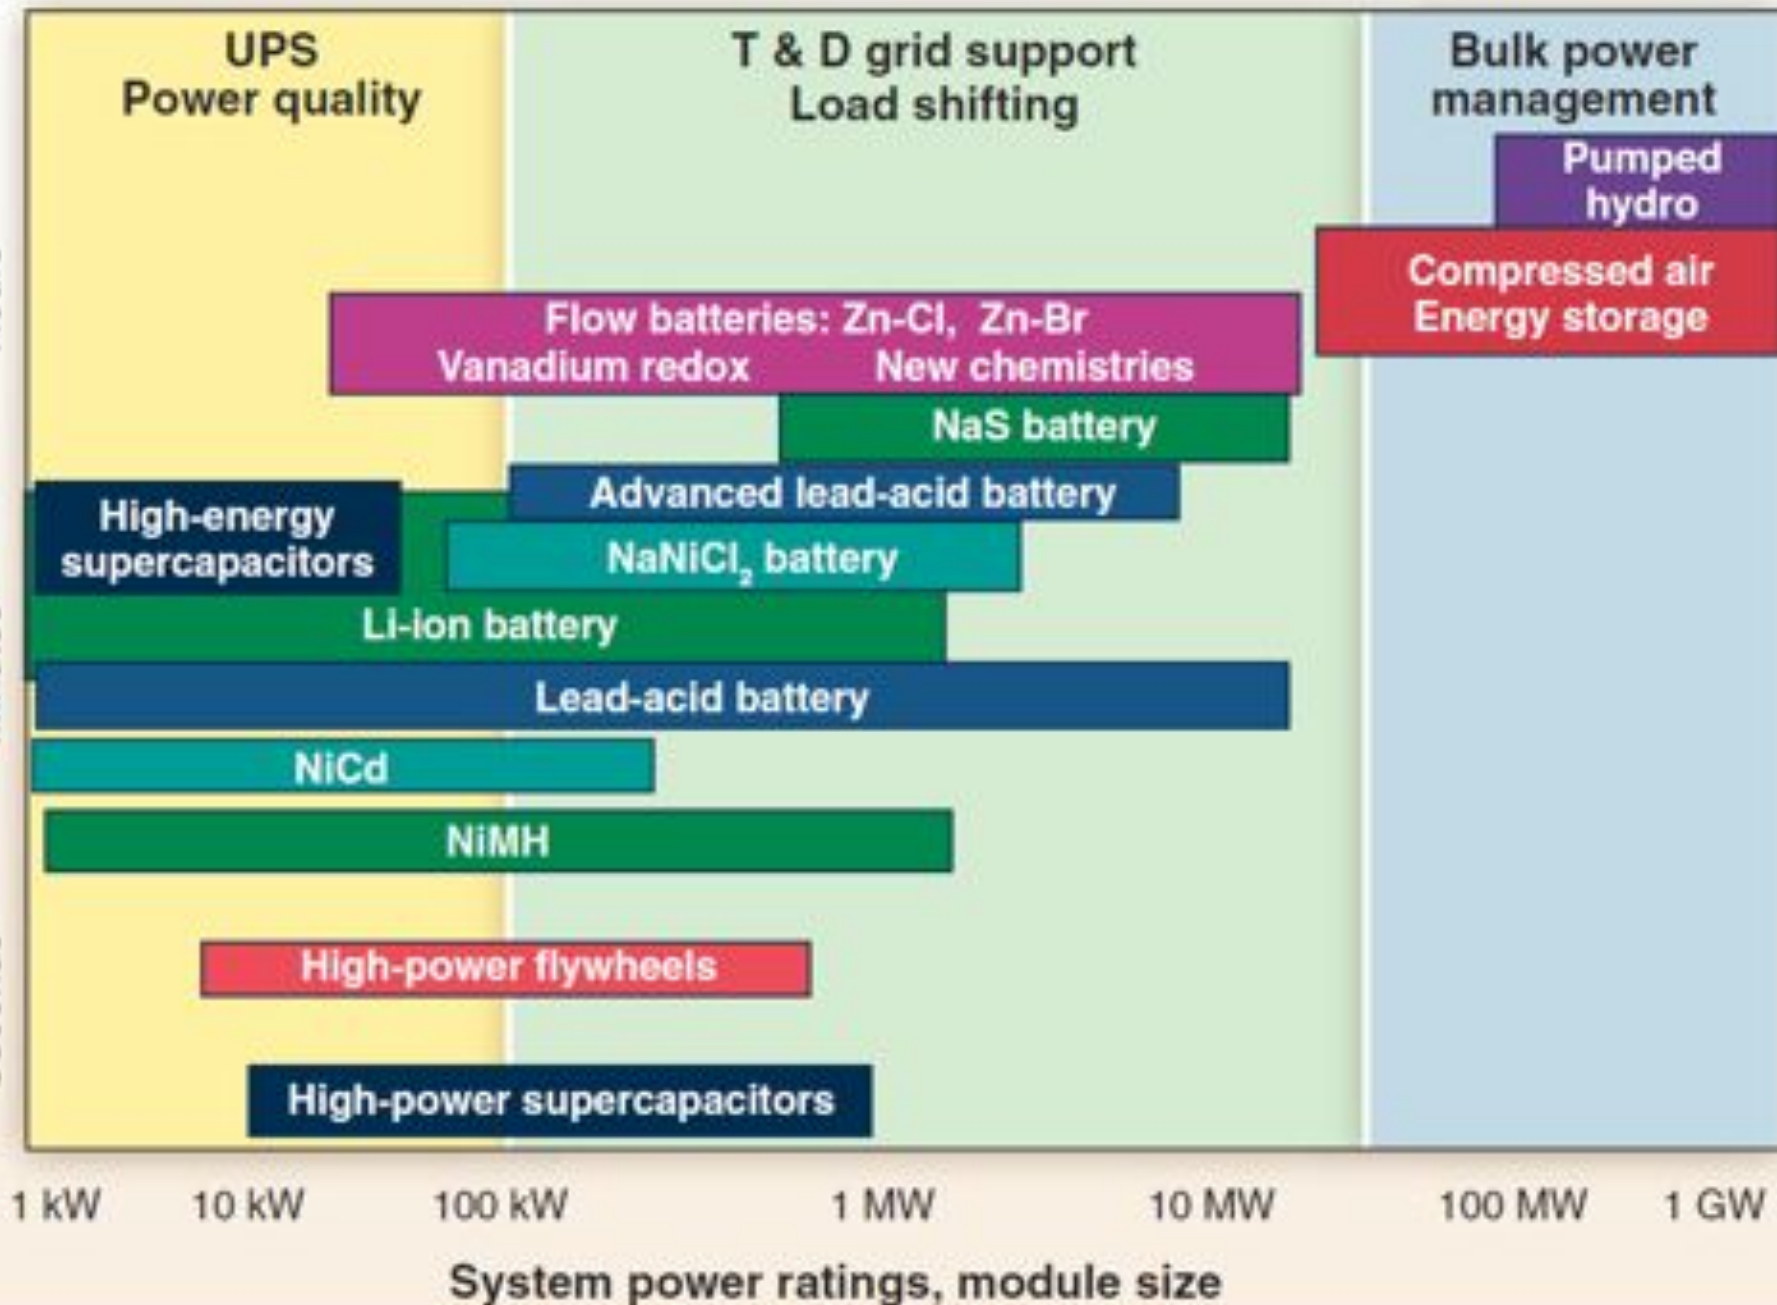 UPS
Power quality
T & D grid support
Load shifting
Bulk power
management
Pumped
hydro
Compressed air
Energy storage
Flow batteries: Zn-Cl, Zn-Br
Vanadium redox New chemistries
NaS battery
Advanced lead-acid battery
High-energy
supercapacitors
NaNiCl₂ battery
Li-ion battery
Lead-acid battery
NiCd
NiMH
High-power flywheels
High-power supercapacitors
1 kW 10 kW 100 kW 1 MW 10 MW 100 MW 1 GW
System power ratings, module size